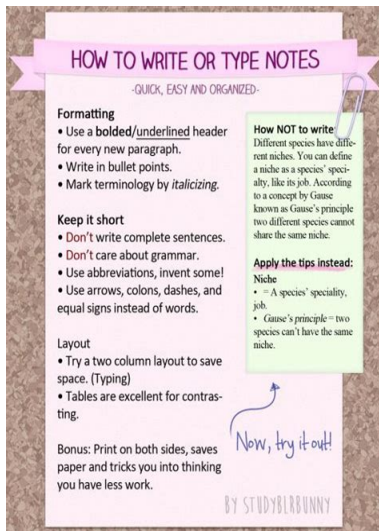 HOW TO WRITE OR TYPE NOTES
-QUICK, EASY AND ORGANIZED-
Formatting
• Use a bolded/underlined header
for every new paragraph.
• Write in bullet points.
• Mark terminology by italicizing.
Keep it short
• Don't write complete sentences.
• Don't care about grammar.
• Use abbreviations, invent some!
• Use arrows, colons, dashes, and
equal signs instead of words.
Layout
• Try a two column layout to save
space. (Typing)
• Tables are excellent for contras-
ting.
Bonus: Print on both sides, saves
paper and tricks you into thinking
you have less work.
How NOT to write:
Different species have diffe-
rent niches. You can define
a niche as a species' speci-
alty, like its job. According
to a concept by Gause
known as Gause's principle
two different species cannot
share the same niche.
Apply the tips instead:
Niche
• = A species' speciality,
job.
• Gause's principle = two
species can't have the same
niche.
Now, try it out!
BY STUDYBLRBUNNY